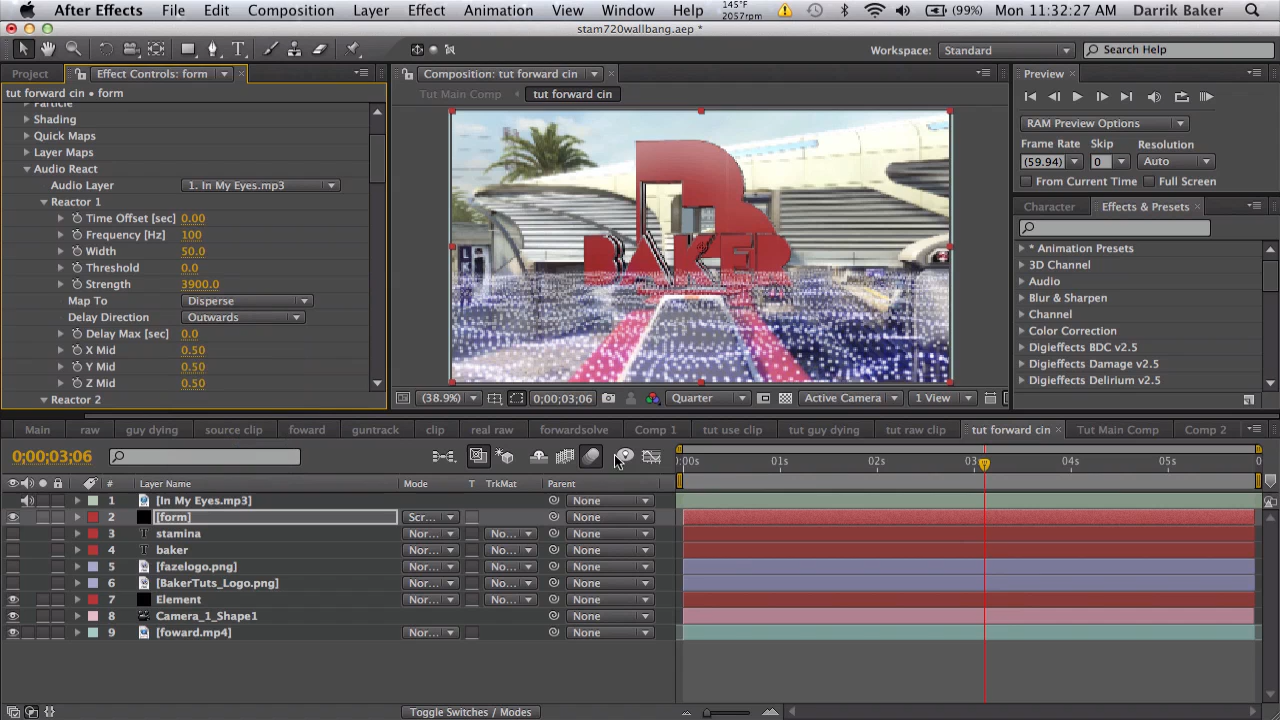 After Effects File Edit Composition Layer Effect Animation View Window Help 145°F 2057rpm (99%) Mon 11:32:27 AM Darrik Baker
stam720wallbang.aep *
Workspace: Standard Search Help
Project Effect Controls: form Composition: tut forward cin Preview
tut forward cin • form Tut Main Comp tut forward cin
Particle
Shading
Quick Maps
Layer Maps
Audio React
Audio Layer 1. In My Eyes.mp3
Reactor 1
Time Offset [sec] 0.00
Frequency [Hz] 100
Width 50.0
Threshold 0.0
Strength 3900.0
Map To Disperse
Delay Direction Outwards
Delay Max [sec] 0.0
X Mid 0.50
Y Mid 0.50
Z Mid 0.50
Reactor 2
B
BAKER
(38.9%) 0;00;03;06 Quarter Active Camera 1 View
RAM Preview Options
Frame Rate Skip Resolution
(59.94) 0 Auto
From Current Time Full Screen
Character Effects & Presets
* Animation Presets
3D Channel
Audio
Blur & Sharpen
Channel
Color Correction
Digieffects BDC v2.5
Digieffects Damage v2.5
Digieffects Delirium v2.5
Main raw guy dying source clip foward guntrack clip real raw forwardsolve Comp 1 tut use clip tut guy dying tut raw clip tut forward cin Tut Main Comp Comp 2
0;00;03;06 :00s 01s 02s 03s 04s 05s 0
# Layer Name Mode T TrkMat Parent
1 [In My Eyes.mp3] None
2 [form] Scr... None
3 stamina Nor... No... None
4 baker Nor... No... None
5 [fazelogo.png] Nor... No... None
6 [BakerTuts_Logo.png] Nor... No... None
7 Element Nor... No... None
8 Camera_1_Shape1 None
9 [foward.mp4] Nor... None
Toggle Switches / Modes